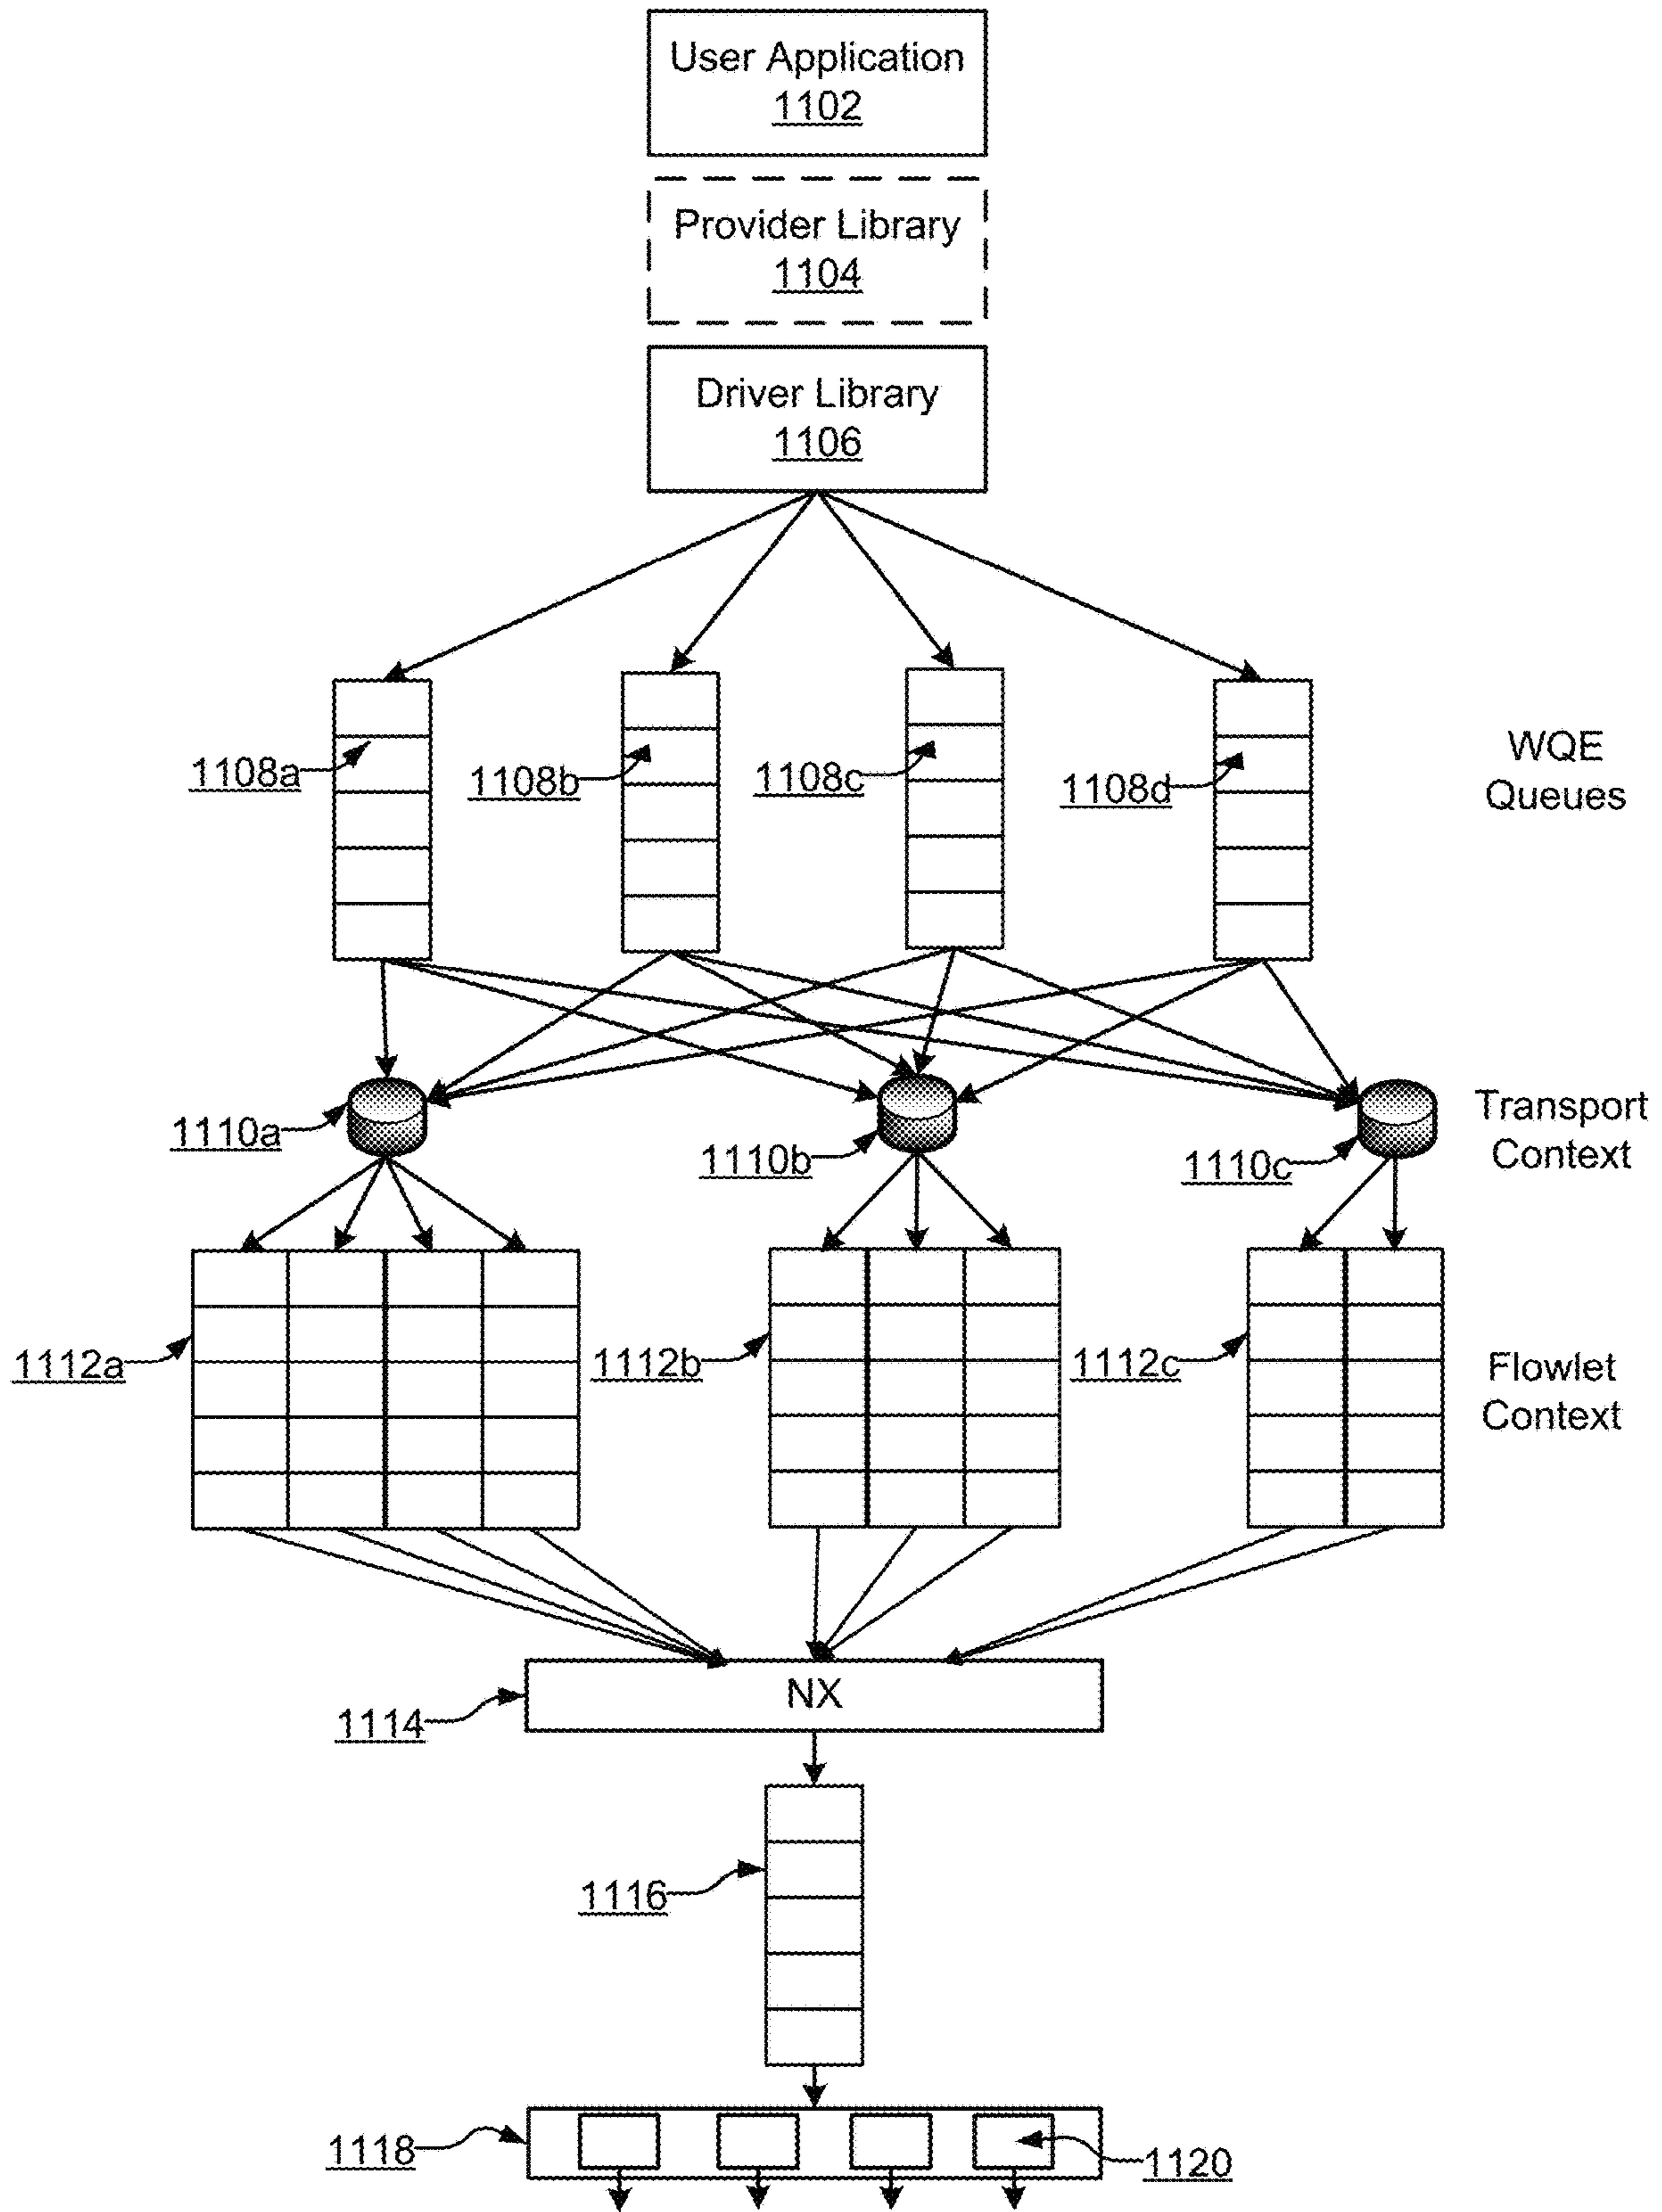 User Application
1102
Provider Library
1104
Driver Library
1106
1108a
1108b
1108c
1108d
WQE
Queues
1110a
1110b
1110c
Transport
Context
1112a
1112b
1112c
Flowlet
Context
NX
1114
1116
1118
1120